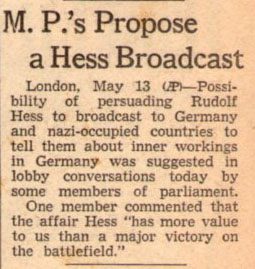 M. P.'s Propose
a Hess Broadcast
London, May 13 (AP)—Possi-
bility of persuading Rudolf
Hess to broadcast to Germany
and nazi-occupied countries to
tell them about inner workings
in Germany was suggested in
lobby conversations today by
some members of parliament.
One member commented that
the affair Hess "has more value
to us than a major victory on
the battlefield."